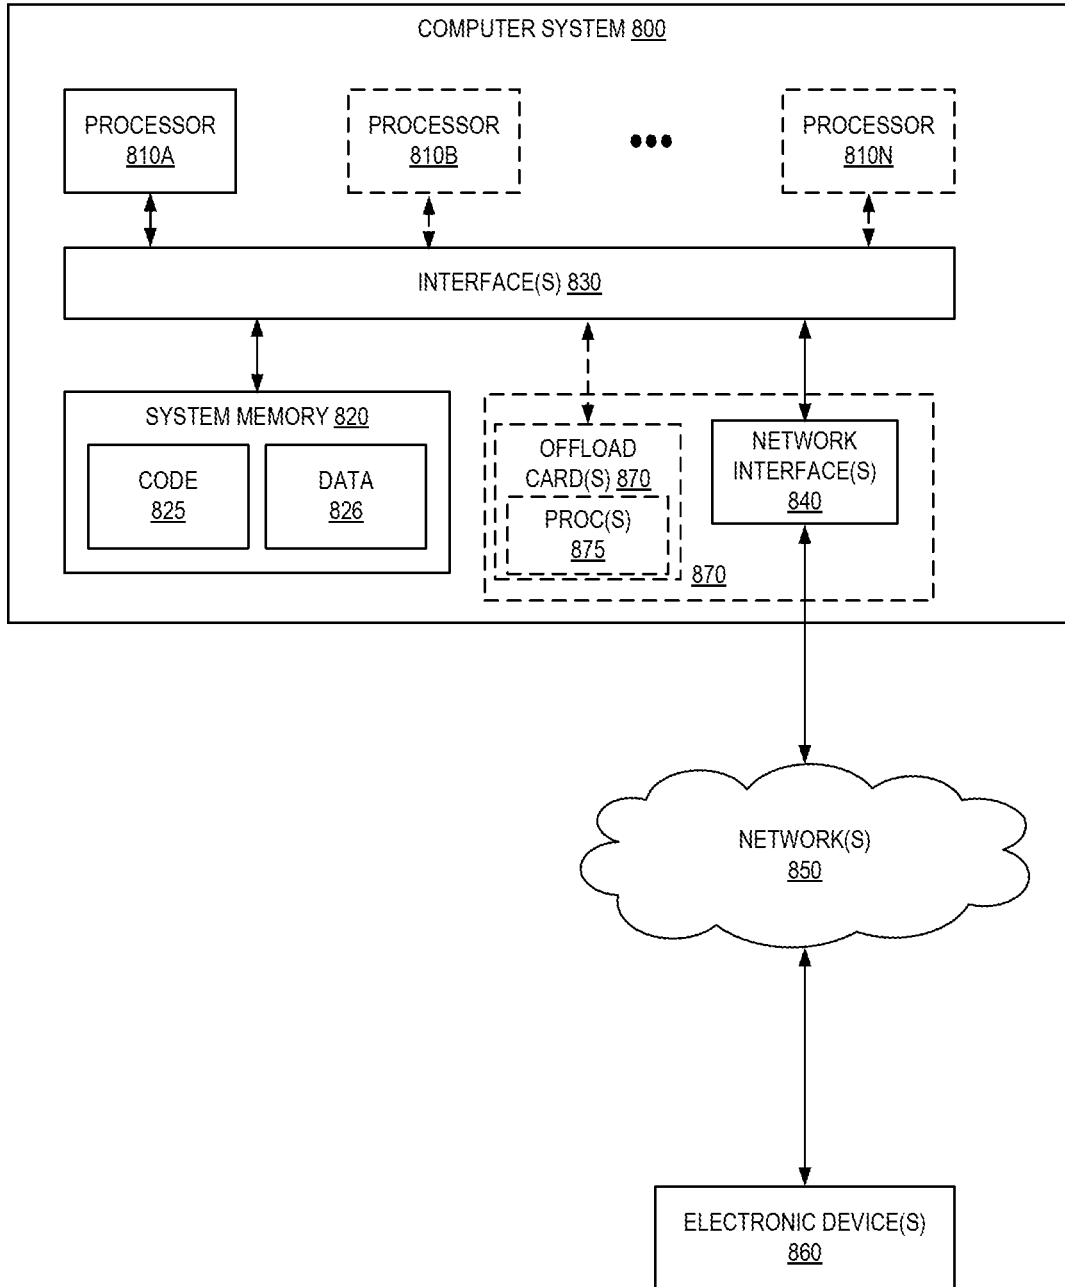 COMPUTER SYSTEM 800
PROCESSOR
810A
PROCESSOR
810B
PROCESSOR
810N
INTERFACE(S) 830
SYSTEM MEMORY 820
CODE
825
DATA
826
OFFLOAD
CARD(S) 870
PROC(S)
875
870
NETWORK
INTERFACE(S)
840
NETWORK(S)
850
ELECTRONIC DEVICE(S)
860